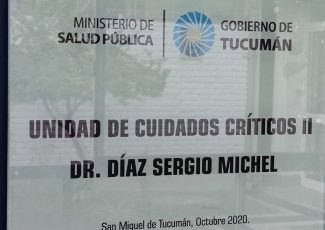 MINISTERIO DE
SALUD PÚBLICA
GOBIERNO DE
TUCUMÁN
UNIDAD DE CUIDADOS CRÍTICOS II
DR. DÍAZ SERGIO MICHEL
San Miguel de Tucumán, Octubre 2020.